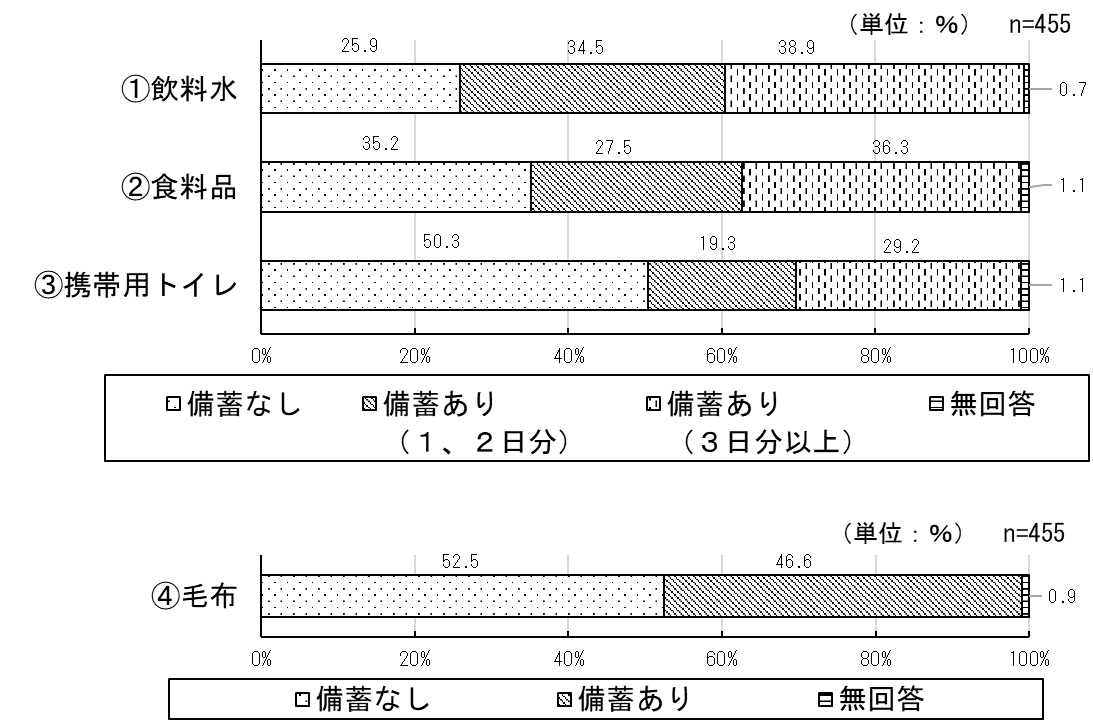 （単位：％） n=455
25.9 34.5 38.9
①飲料水 0.7
35.2 27.5 36.3
②食料品 1.1
50.3 19.3 29.2
③携帯用トイレ 1.1
0% 20% 40% 60% 80% 100%
備蓄なし 備蓄あり 備蓄あり 無回答
（１、２日分） （３日分以上）
（単位：％） n=455
52.5 46.6
④毛布 0.9
0% 20% 40% 60% 80% 100%
備蓄なし 備蓄あり 無回答